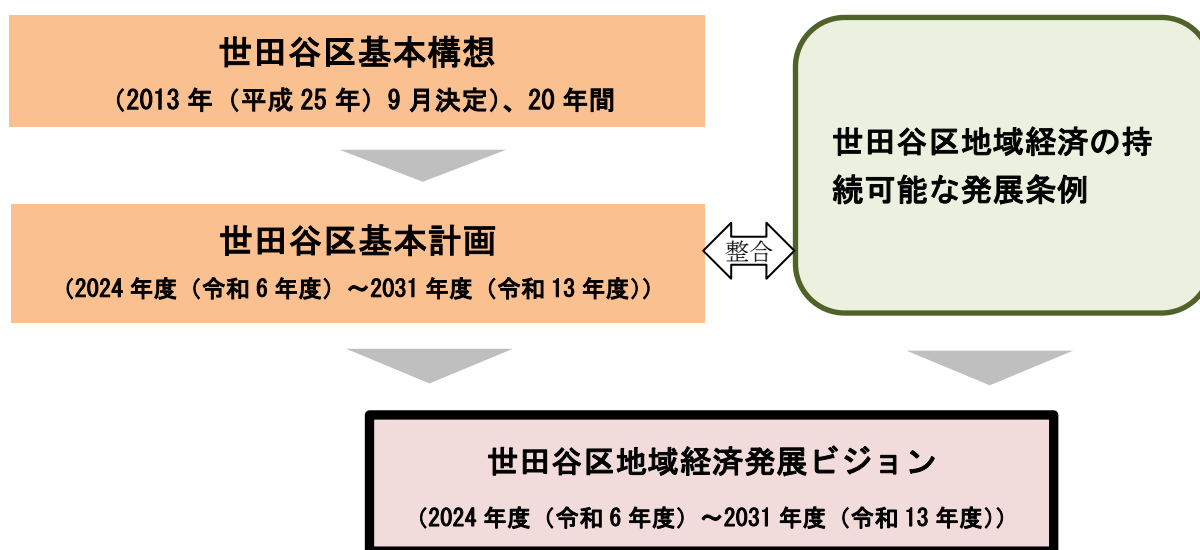 世田谷区基本構想
（2013 年（平成 25 年）9 月決定）、20 年間
世田谷区基本計画
（2024 年度（令和 6 年度）～2031 年度（令和 13 年度））
整合
世田谷区地域経済の持
続可能な発展条例
世田谷区地域経済発展ビジョン
（2024 年度（令和 6 年度）～2031 年度（令和 13 年度））